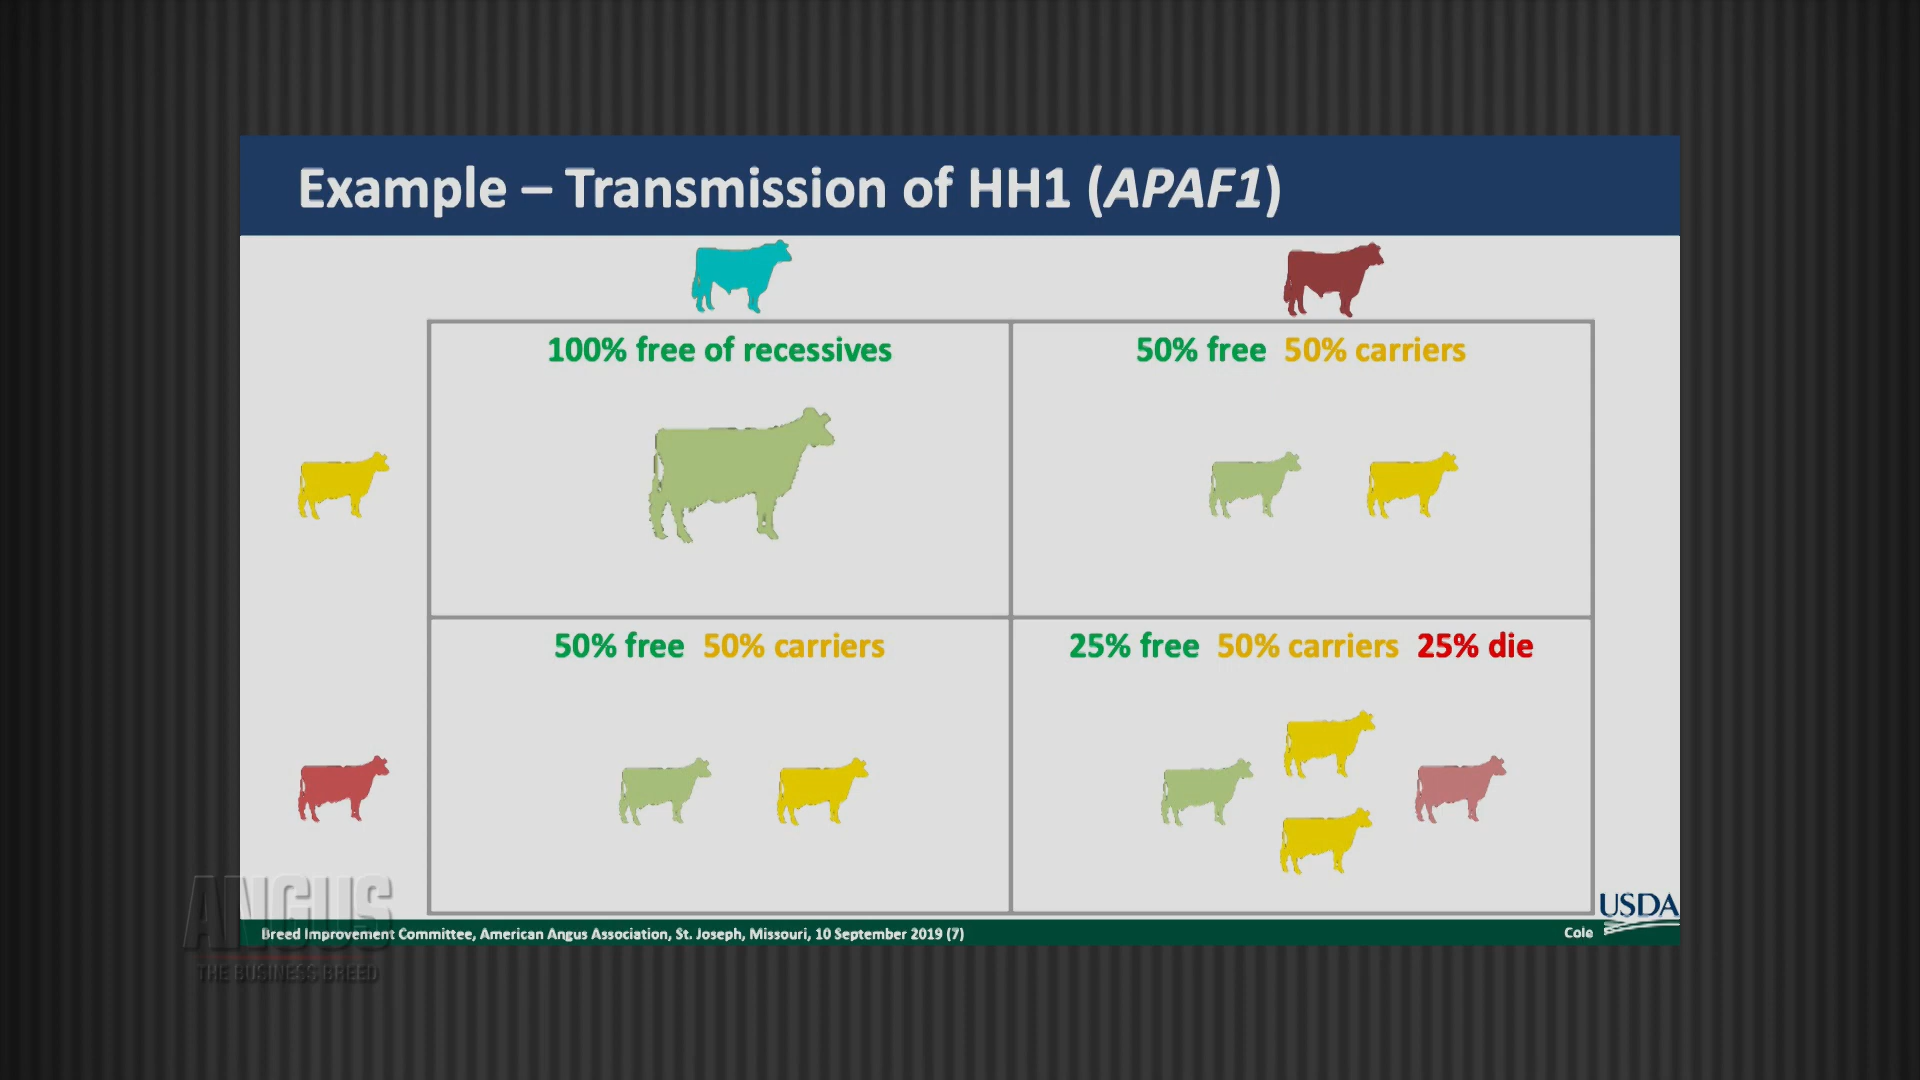 Example – Transmission of HH1 (APAF1)
100% free of recessives
50% free 50% carriers
50% free 50% carriers
25% free 50% carriers 25% die
USDA
Breed Improvement Committee, American Angus Association, St. Joseph, Missouri, 10 September 2019 (7)
Cole
ANGUS
THE BUSINESS BREED